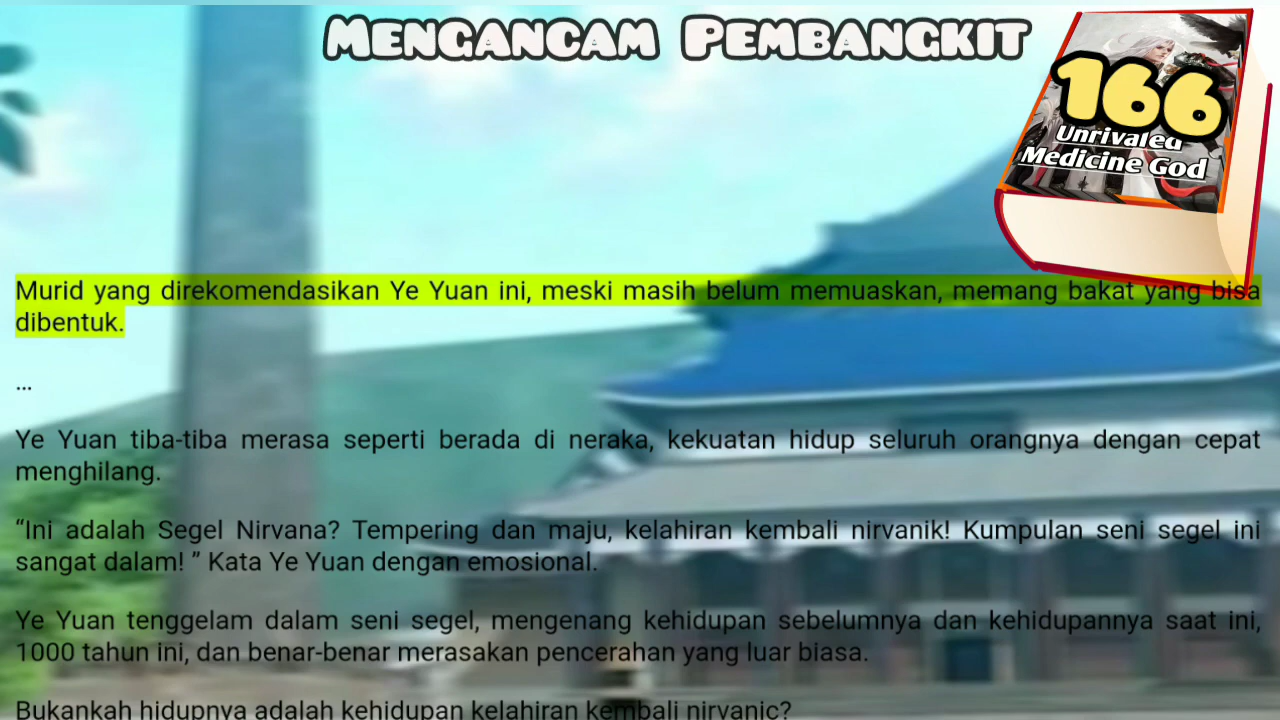 MENGANCAM PEMBANGKIT
166
Unrivaled
Medicine God
Murid yang direkomendasikan Ye Yuan ini, meski masih belum memuaskan, memang bakat yang bisa
dibentuk.
...
Ye Yuan tiba-tiba merasa seperti berada di neraka, kekuatan hidup seluruh orangnya dengan cepat
menghilang.
“Ini adalah Segel Nirvana? Tempering dan maju, kelahiran kembali nirvanik! Kumpulan seni segel ini
sangat dalam! ” Kata Ye Yuan dengan emosional.
Ye Yuan tenggelam dalam seni segel, mengenang kehidupan sebelumnya dan kehidupannya saat ini,
1000 tahun ini, dan benar-benar merasakan pencerahan yang luar biasa.
Bukankah hidupnya adalah kehidupan kelahiran kembali nirvanic?